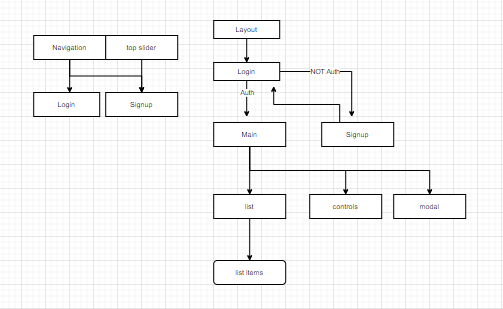 Layout
Navigation
top slider
Login
NOT Auth
Auth
Login
Signup
Main
Signup
list
controls
modal
list items